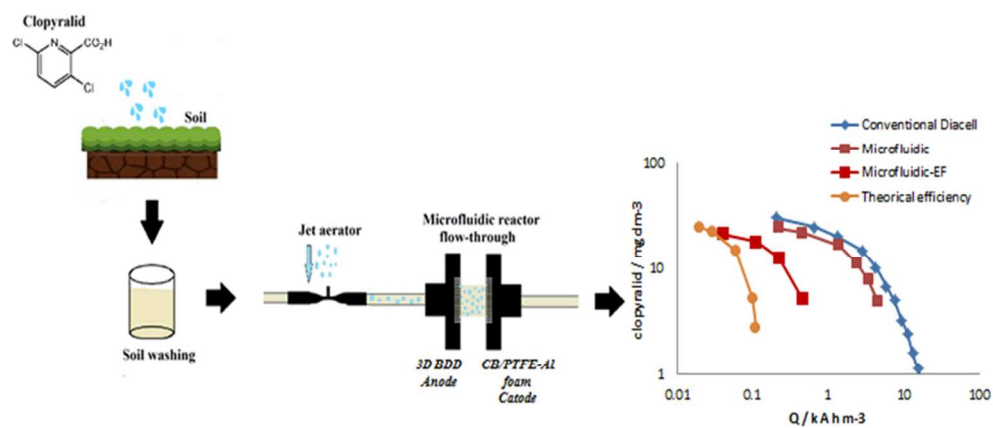 Clopyralid
Cl
N
CO₂H
Cl
Soil
Soil washing
Jet aerator
Microfluidic reactor
flow-through
3D BDD
Anode
CB/PTFE-Al
foam
Catode
Conventional Diacell
Microfluidic
Microfluidic-EF
Theorical efficiency
clopyralid / mg dm-3
100
10
1
0.01
0.1
1
10
100
Q / k A h m-3